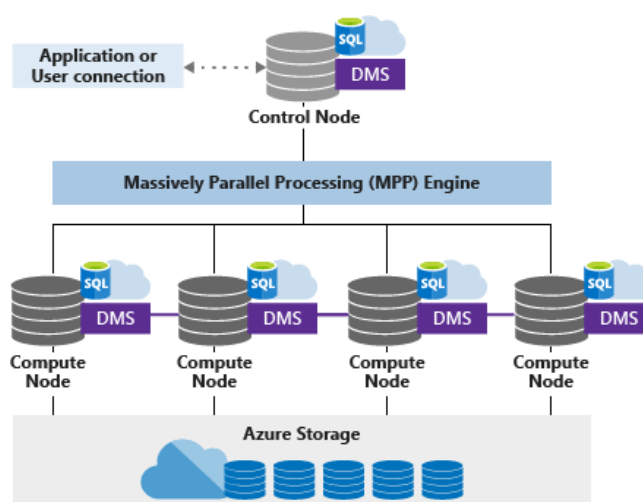 SQL
Application or
User connection
DMS
Control Node
Massively Parallel Processing (MPP) Engine
SQL
SQL
SQL
SQL
DMS
DMS
DMS
DMS
Compute
Node
Compute
Node
Compute
Node
Compute
Node
Azure Storage